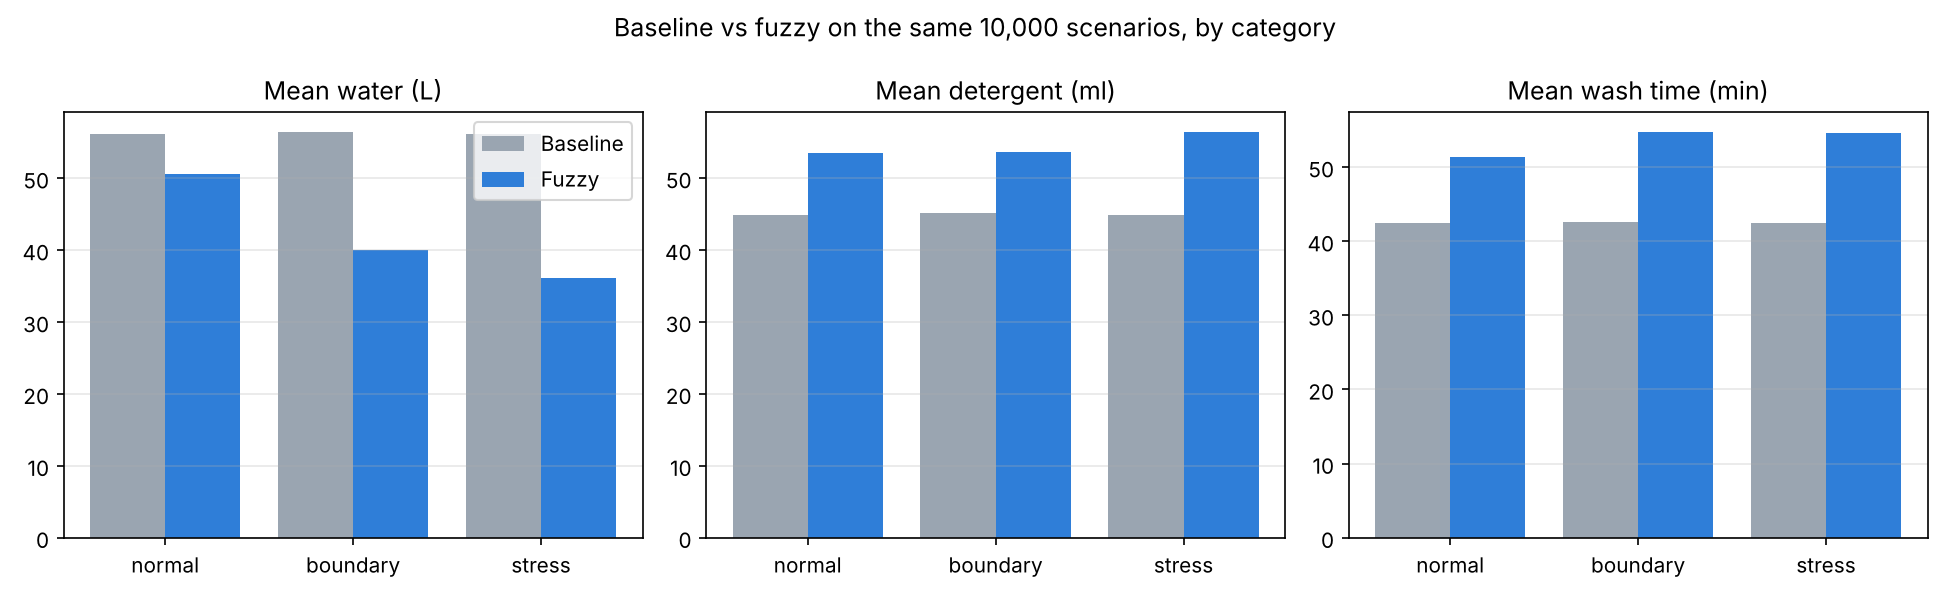 Baseline vs fuzzy on the same 10,000 scenarios, by category
Mean water (L)
50
40
30
20
10
0
normal boundary stress
Baseline
Fuzzy
Mean detergent (ml)
50
40
30
20
10
0
normal boundary stress
Mean wash time (min)
50
40
30
20
10
0
normal boundary stress